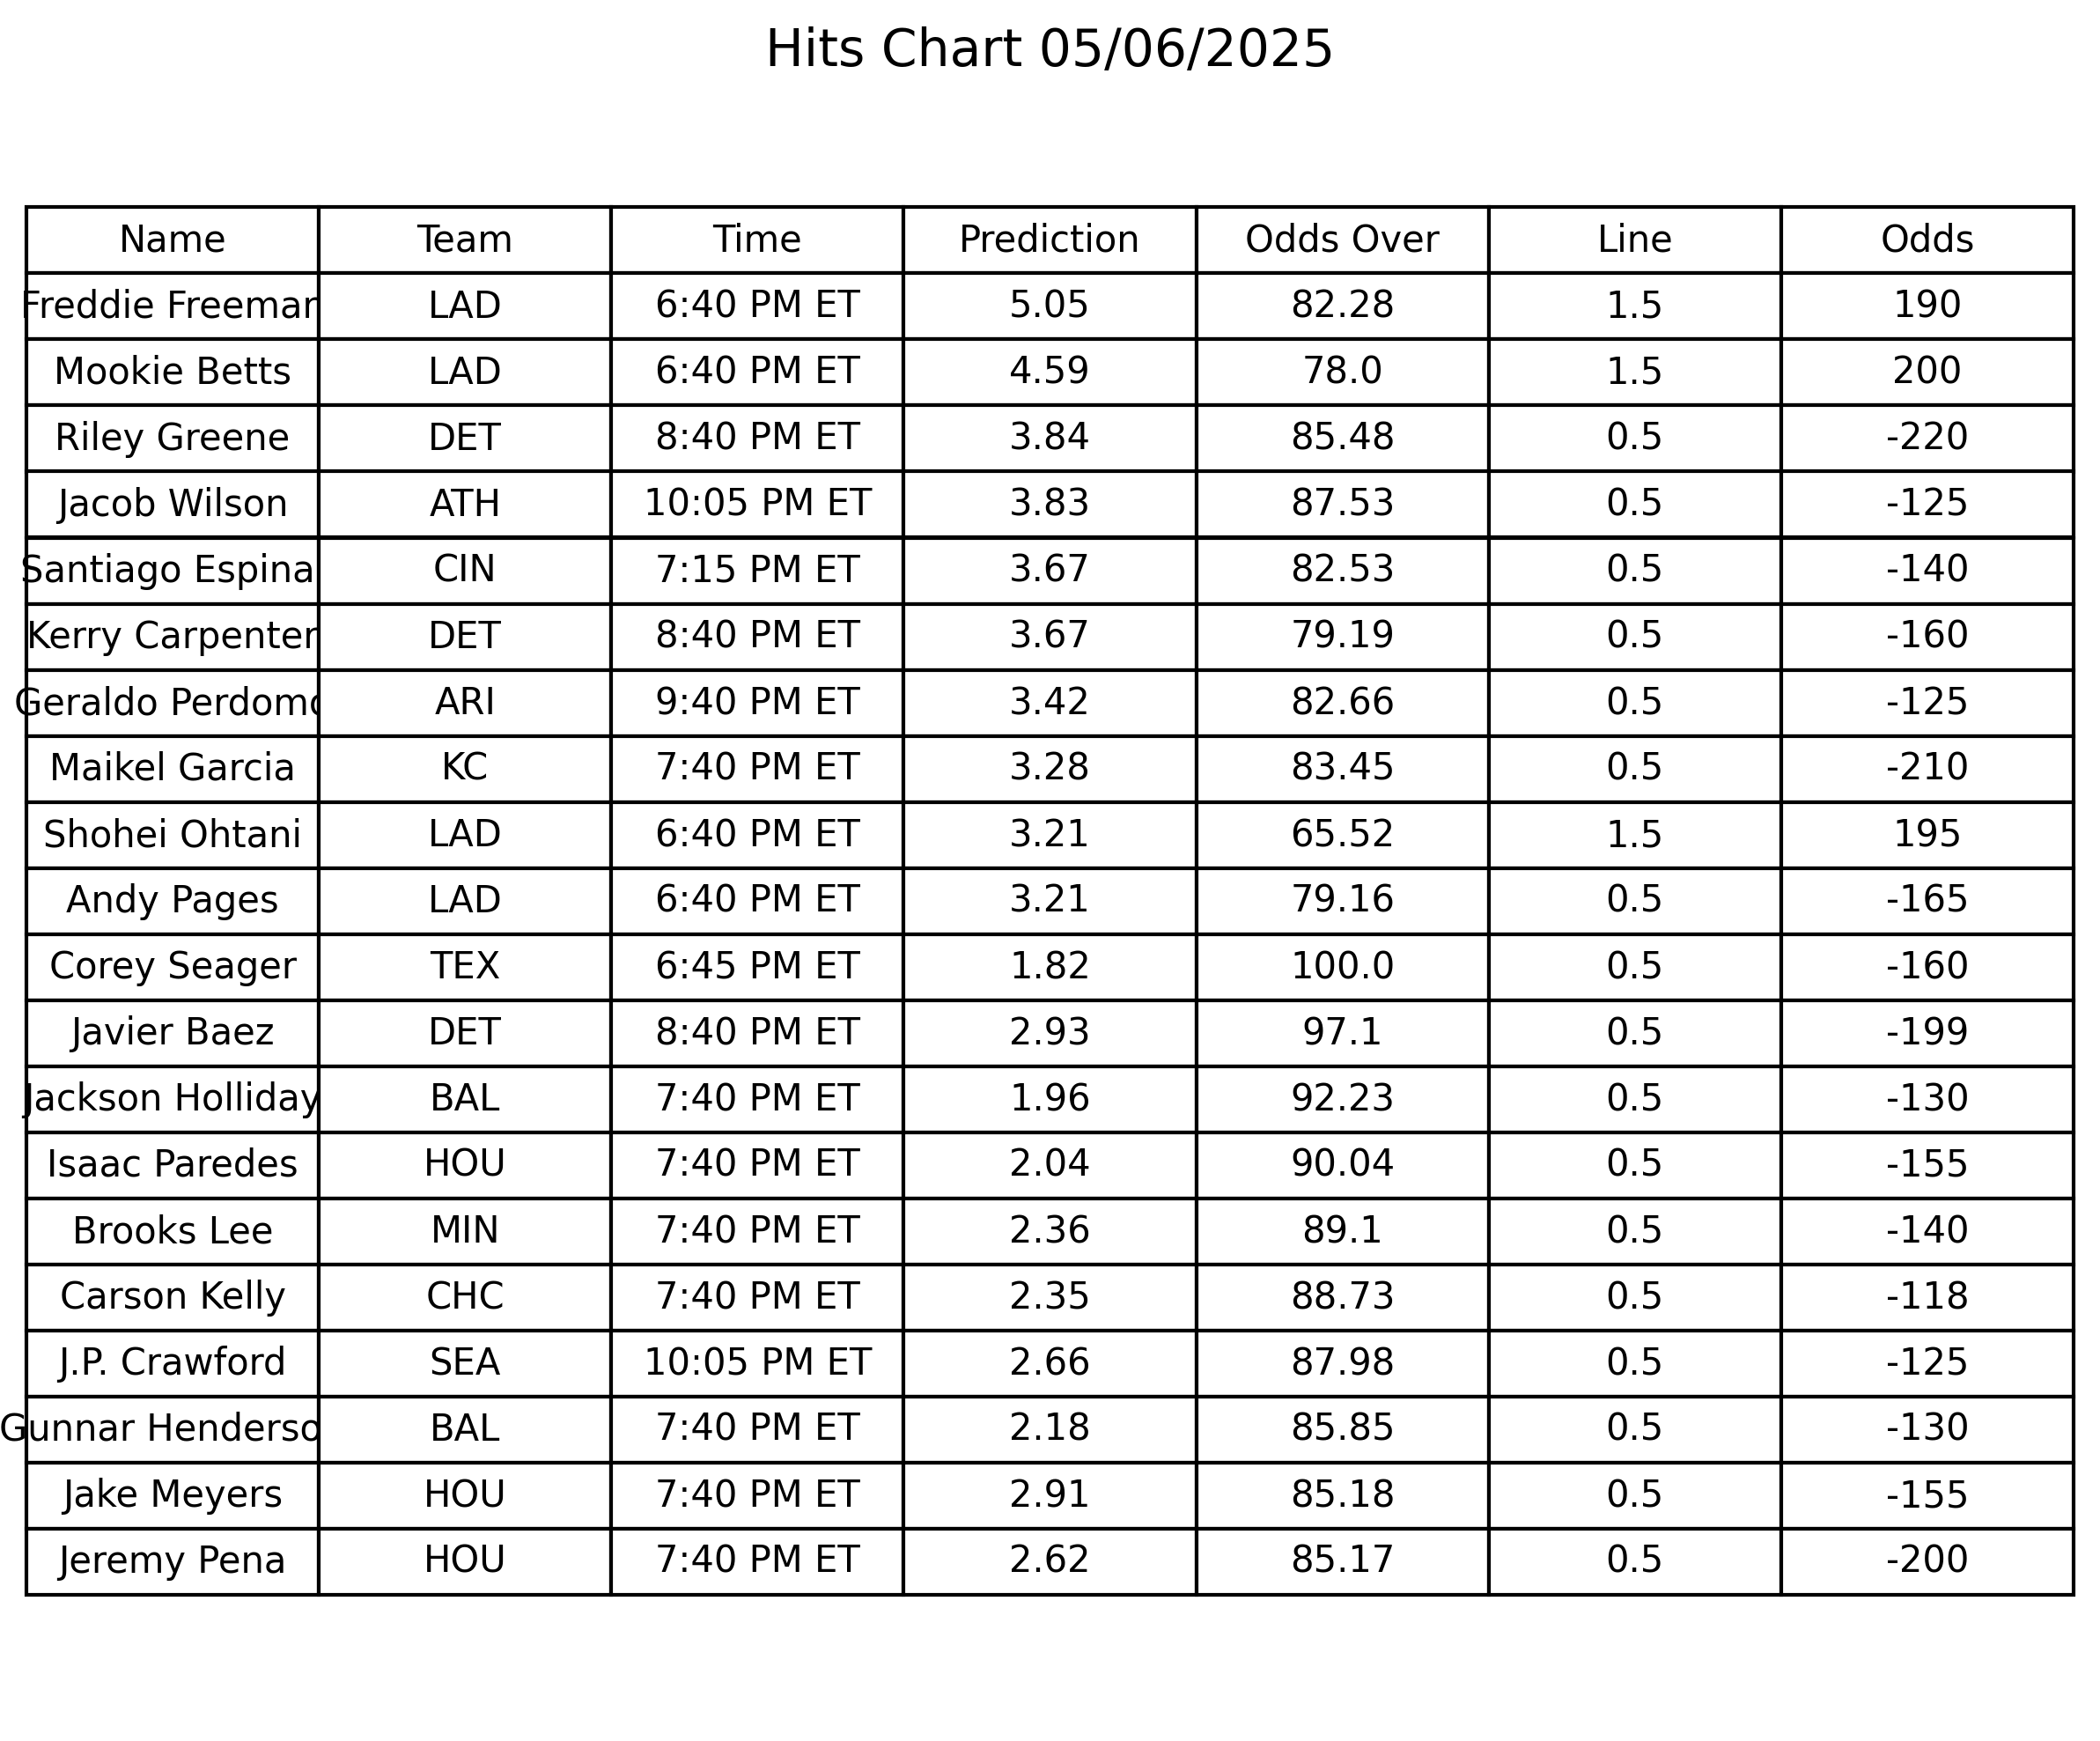 Hits Chart 05/06/2025
Name Team Time Prediction Odds Over Line Odds
Freddie Freeman LAD 6:40 PM ET 5.05 82.28 1.5 190
Mookie Betts LAD 6:40 PM ET 4.59 78.0 1.5 200
Riley Greene DET 8:40 PM ET 3.84 85.48 0.5 -220
Jacob Wilson ATH 10:05 PM ET 3.83 87.53 0.5 -125
Santiago Espina CIN 7:15 PM ET 3.67 82.53 0.5 -140
Kerry Carpenter DET 8:40 PM ET 3.67 79.19 0.5 -160
Geraldo Perdomo ARI 9:40 PM ET 3.42 82.66 0.5 -125
Maikel Garcia KC 7:40 PM ET 3.28 83.45 0.5 -210
Shohei Ohtani LAD 6:40 PM ET 3.21 65.52 1.5 195
Andy Pages LAD 6:40 PM ET 3.21 79.16 0.5 -165
Corey Seager TEX 6:45 PM ET 1.82 100.0 0.5 -160
Javier Baez DET 8:40 PM ET 2.93 97.1 0.5 -199
Jackson Holliday BAL 7:40 PM ET 1.96 92.23 0.5 -130
Isaac Paredes HOU 7:40 PM ET 2.04 90.04 0.5 -155
Brooks Lee MIN 7:40 PM ET 2.36 89.1 0.5 -140
Carson Kelly CHC 7:40 PM ET 2.35 88.73 0.5 -118
J.P. Crawford SEA 10:05 PM ET 2.66 87.98 0.5 -125
Gunnar Henderso BAL 7:40 PM ET 2.18 85.85 0.5 -130
Jake Meyers HOU 7:40 PM ET 2.91 85.18 0.5 -155
Jeremy Pena HOU 7:40 PM ET 2.62 85.17 0.5 -200